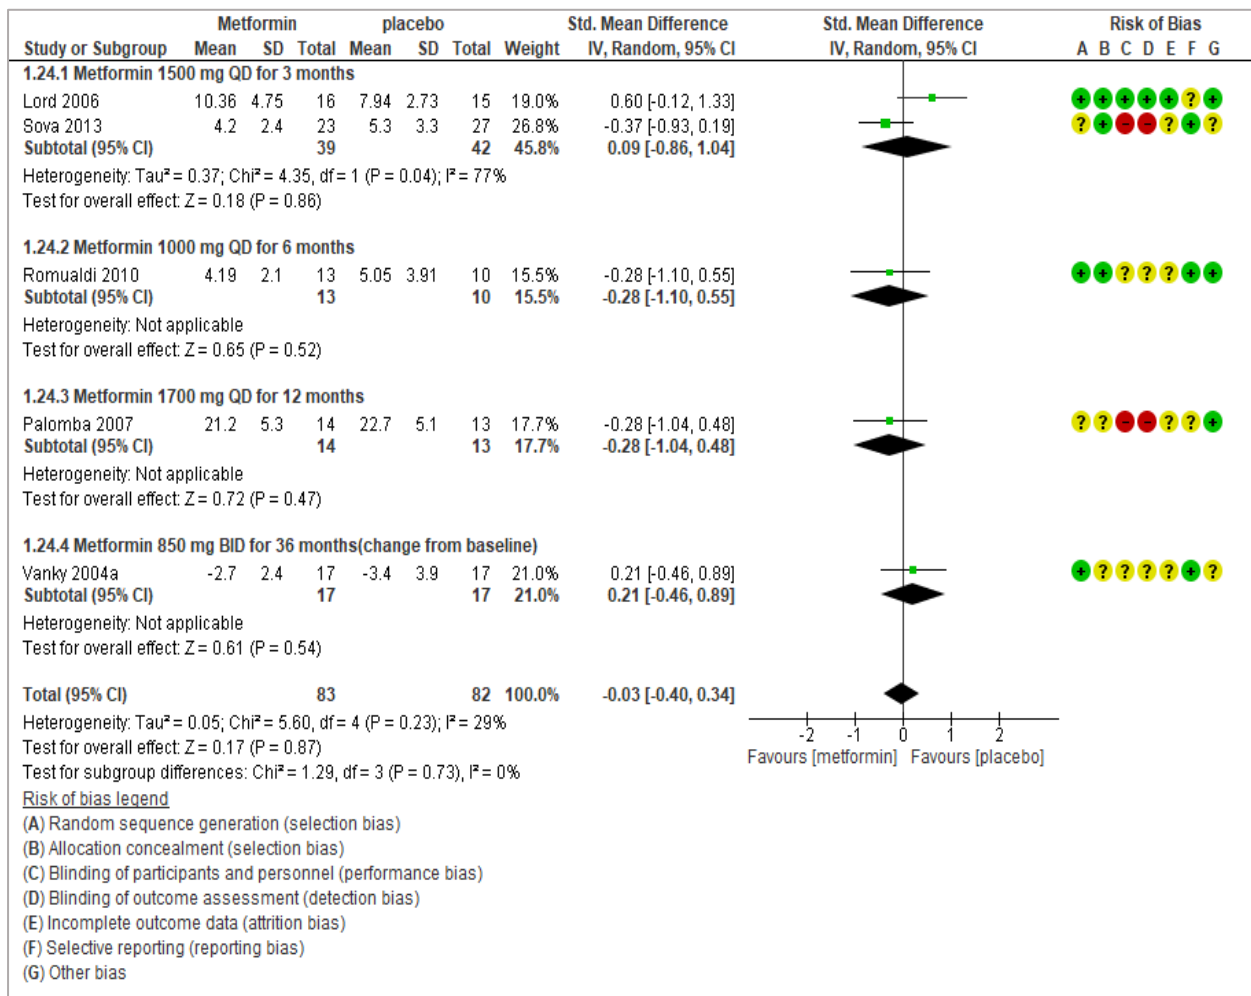 Metformin placebo Std. Mean Difference Std. Mean Difference Risk of Bias
Study or Subgroup Mean SD Total Mean SD Total Weight IV, Random, 95% CI IV, Random, 95% CI A B C D E F G
1.24.1 Metformin 1500 mg QD for 3 months
Lord 2006 10.36 4.75 16 7.94 2.73 15 19.0% 0.60 [-0.12, 1.33] + + + + + ? +
Sova 2013 4.2 2.4 23 5.3 3.3 27 26.8% -0.37 [-0.93, 0.19] ? + - - ? + ?
Subtotal (95% CI) 39 42 45.8% 0.09 [-0.86, 1.04]
Heterogeneity: Tau² = 0.37; Chi² = 4.35, df = 1 (P = 0.04); I² = 77%
Test for overall effect: Z = 0.18 (P = 0.86)
1.24.2 Metformin 1000 mg QD for 6 months
Romualdi 2010 4.19 2.1 13 5.05 3.91 10 15.5% -0.28 [-1.10, 0.55] + + ? ? ? + +
Subtotal (95% CI) 13 10 15.5% -0.28 [-1.10, 0.55]
Heterogeneity: Not applicable
Test for overall effect: Z = 0.65 (P = 0.52)
1.24.3 Metformin 1700 mg QD for 12 months
Palomba 2007 21.2 5.3 14 22.7 5.1 13 17.7% -0.28 [-1.04, 0.48] ? ? - - ? ? +
Subtotal (95% CI) 14 13 17.7% -0.28 [-1.04, 0.48]
Heterogeneity: Not applicable
Test for overall effect: Z = 0.72 (P = 0.47)
1.24.4 Metformin 850 mg BID for 36 months(change from baseline)
Vanky 2004a -2.7 2.4 17 -3.4 3.9 17 21.0% 0.21 [-0.46, 0.89] + ? ? ? ? + ?
Subtotal (95% CI) 17 17 21.0% 0.21 [-0.46, 0.89]
Heterogeneity: Not applicable
Test for overall effect: Z = 0.61 (P = 0.54)
Total (95% CI) 83 82 100.0% -0.03 [-0.40, 0.34]
Heterogeneity: Tau² = 0.05; Chi² = 5.60, df = 4 (P = 0.23); I² = 29%
Test for overall effect: Z = 0.17 (P = 0.87)
Test for subgroup differences: Chi² = 1.29, df = 3 (P = 0.73), I² = 0%
-2 -1 0 1 2
Favours [metformin] Favours [placebo]
Risk of bias legend
(A) Random sequence generation (selection bias)
(B) Allocation concealment (selection bias)
(C) Blinding of participants and personnel (performance bias)
(D) Blinding of outcome assessment (detection bias)
(E) Incomplete outcome data (attrition bias)
(F) Selective reporting (reporting bias)
(G) Other bias